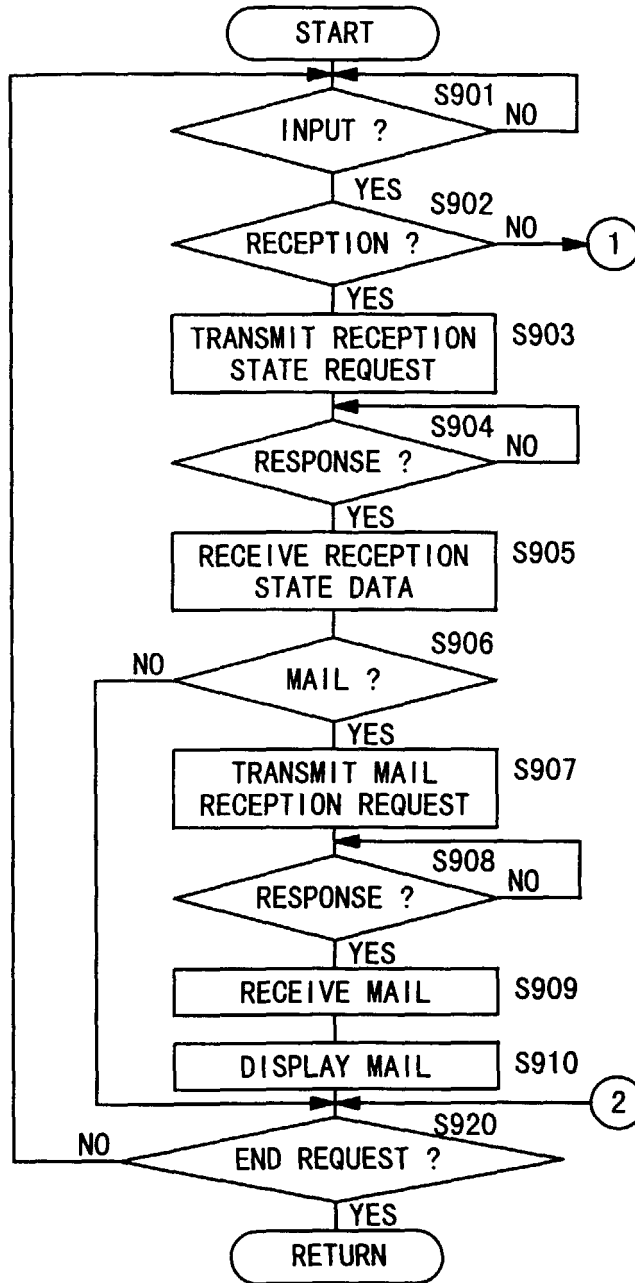 START
S901
INPUT ?
NO
YES
S902
RECEPTION ?
NO
1
YES
TRANSMIT RECEPTION
STATE REQUEST
S903
S904
RESPONSE ?
NO
YES
RECEIVE RECEPTION
STATE DATA
S905
S906
NO
MAIL ?
YES
TRANSMIT MAIL
RECEPTION REQUEST
S907
S908
RESPONSE ?
NO
YES
RECEIVE MAIL
S909
DISPLAY MAIL
S910
2
S920
NO
END REQUEST ?
YES
RETURN